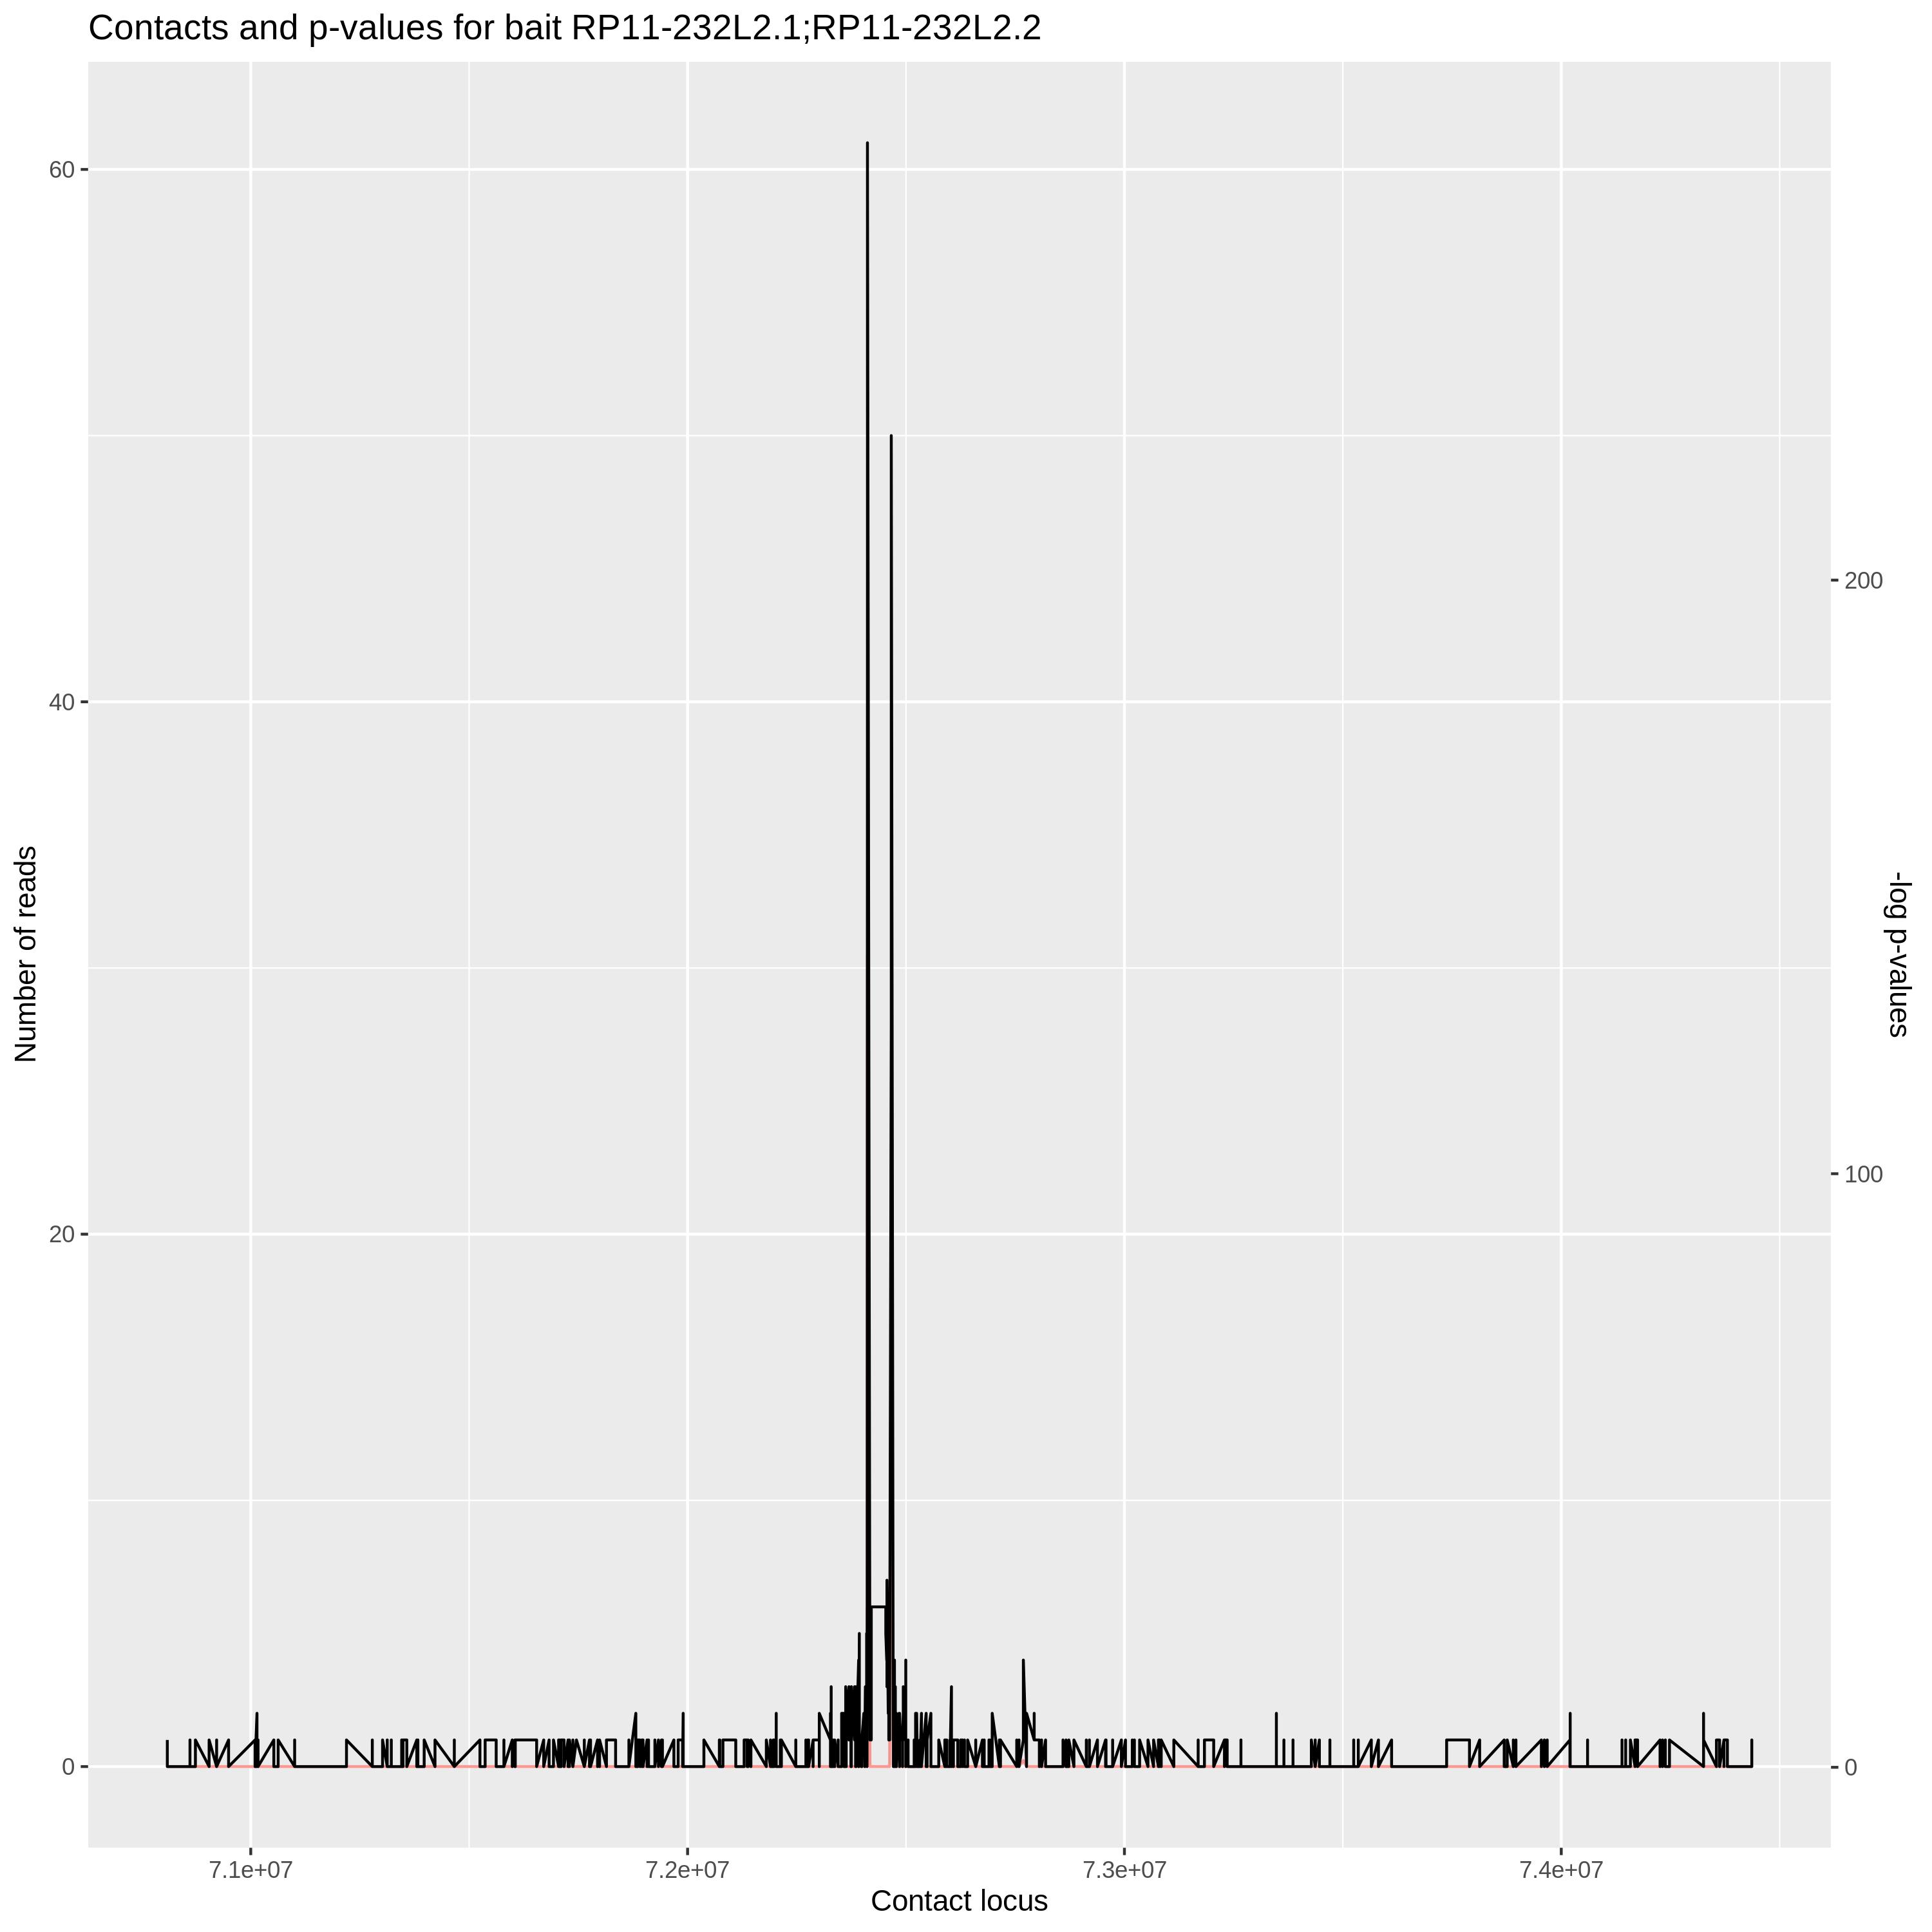 Contacts and p-values for bait RP11-232L2.1;RP11-232L2.2
60
40
20
0
Number of reads
200
100
0
-log p-values
7.1e+07
7.2e+07
7.3e+07
7.4e+07
Contact locus